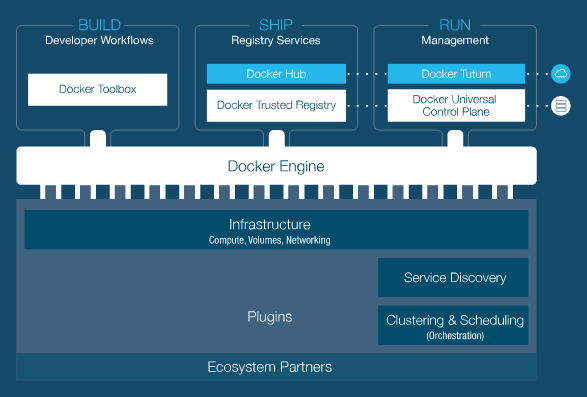 BUILD
Developer Workflows
Docker Toolbox
SHIP
Registry Services
Docker Hub
Docker Trusted Registry
RUN
Management
Docker Tutum
Docker Universal
Control Plane
Docker Engine
Infrastructure
Compute, Volumes, Networking
Service Discovery
Plugins
Clustering & Scheduling
(Orchestration)
Ecosystem Partners